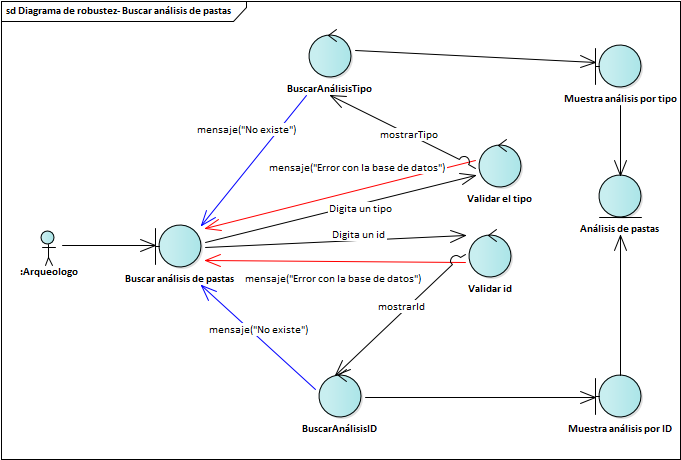 sd Diagrama de robustez- Buscar análisis de pastas
BuscarAnálisisTipo
Muestra análisis por tipo
mensaje("No existe")
mostrarTipo
mensaje("Error con la base de datos")
Validar el tipo
Digita un tipo
Análisis de pastas
Digita un id
:Arqueologo
Buscar análisis de pastas
mensaje("Error con la base de datos")
Validar id
mostrarId
mensaje("No existe")
BuscarAnálisisID
Muestra análisis por ID